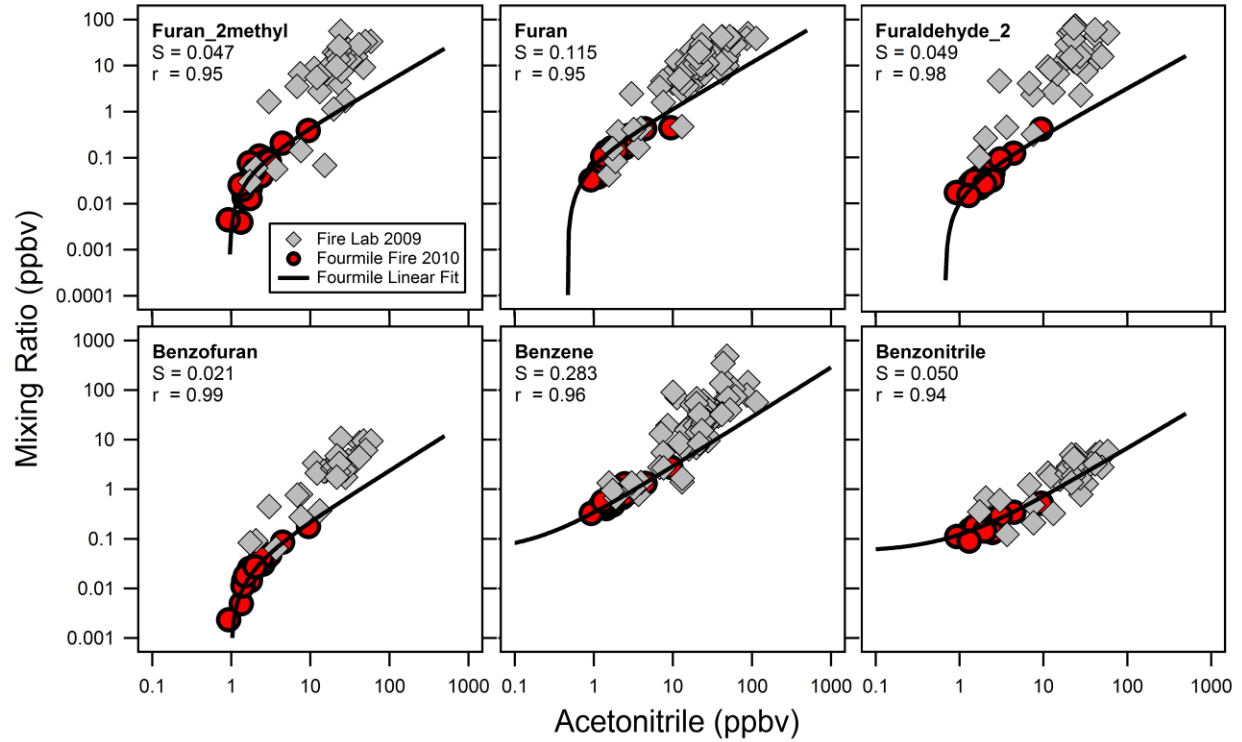 Mixing Ratio (ppbv)
100
10
1
0.1
0.01
0.001
0.0001
Furan_2methyl
S = 0.047
r = 0.95
Fire Lab 2009
Fourmile Fire 2010
Fourmile Linear Fit
Furan
S = 0.115
r = 0.95
Furaldehyde_2
S = 0.049
r = 0.98
1000
100
10
1
0.1
0.01
0.001
Benzofuran
S = 0.021
r = 0.99
Benzene
S = 0.283
r = 0.96
Benzonitrile
S = 0.050
r = 0.94
0.1 1 10 100 1000
0.1 1 10 100 1000
0.1 1 10 100 1000
Acetonitrile (ppbv)